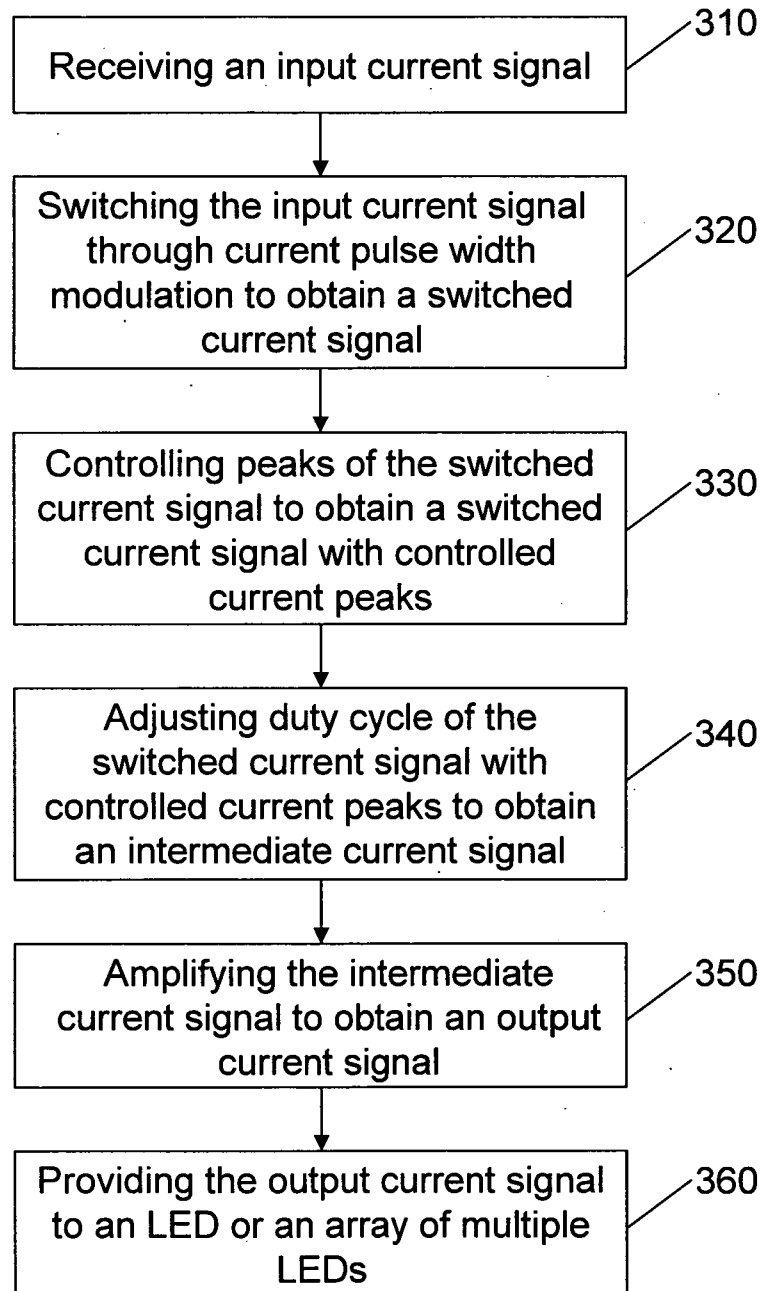 310
Receiving an input current signal
Switching the input current signal
through current pulse width
modulation to obtain a switched
current signal
320
Controlling peaks of the switched
current signal to obtain a switched
current signal with controlled
current peaks
330
Adjusting duty cycle of the
switched current signal with
controlled current peaks to obtain
an intermediate current signal
340
Amplifying the intermediate
current signal to obtain an output
current signal
350
Providing the output current signal
to an LED or an array of multiple
LEDs
360